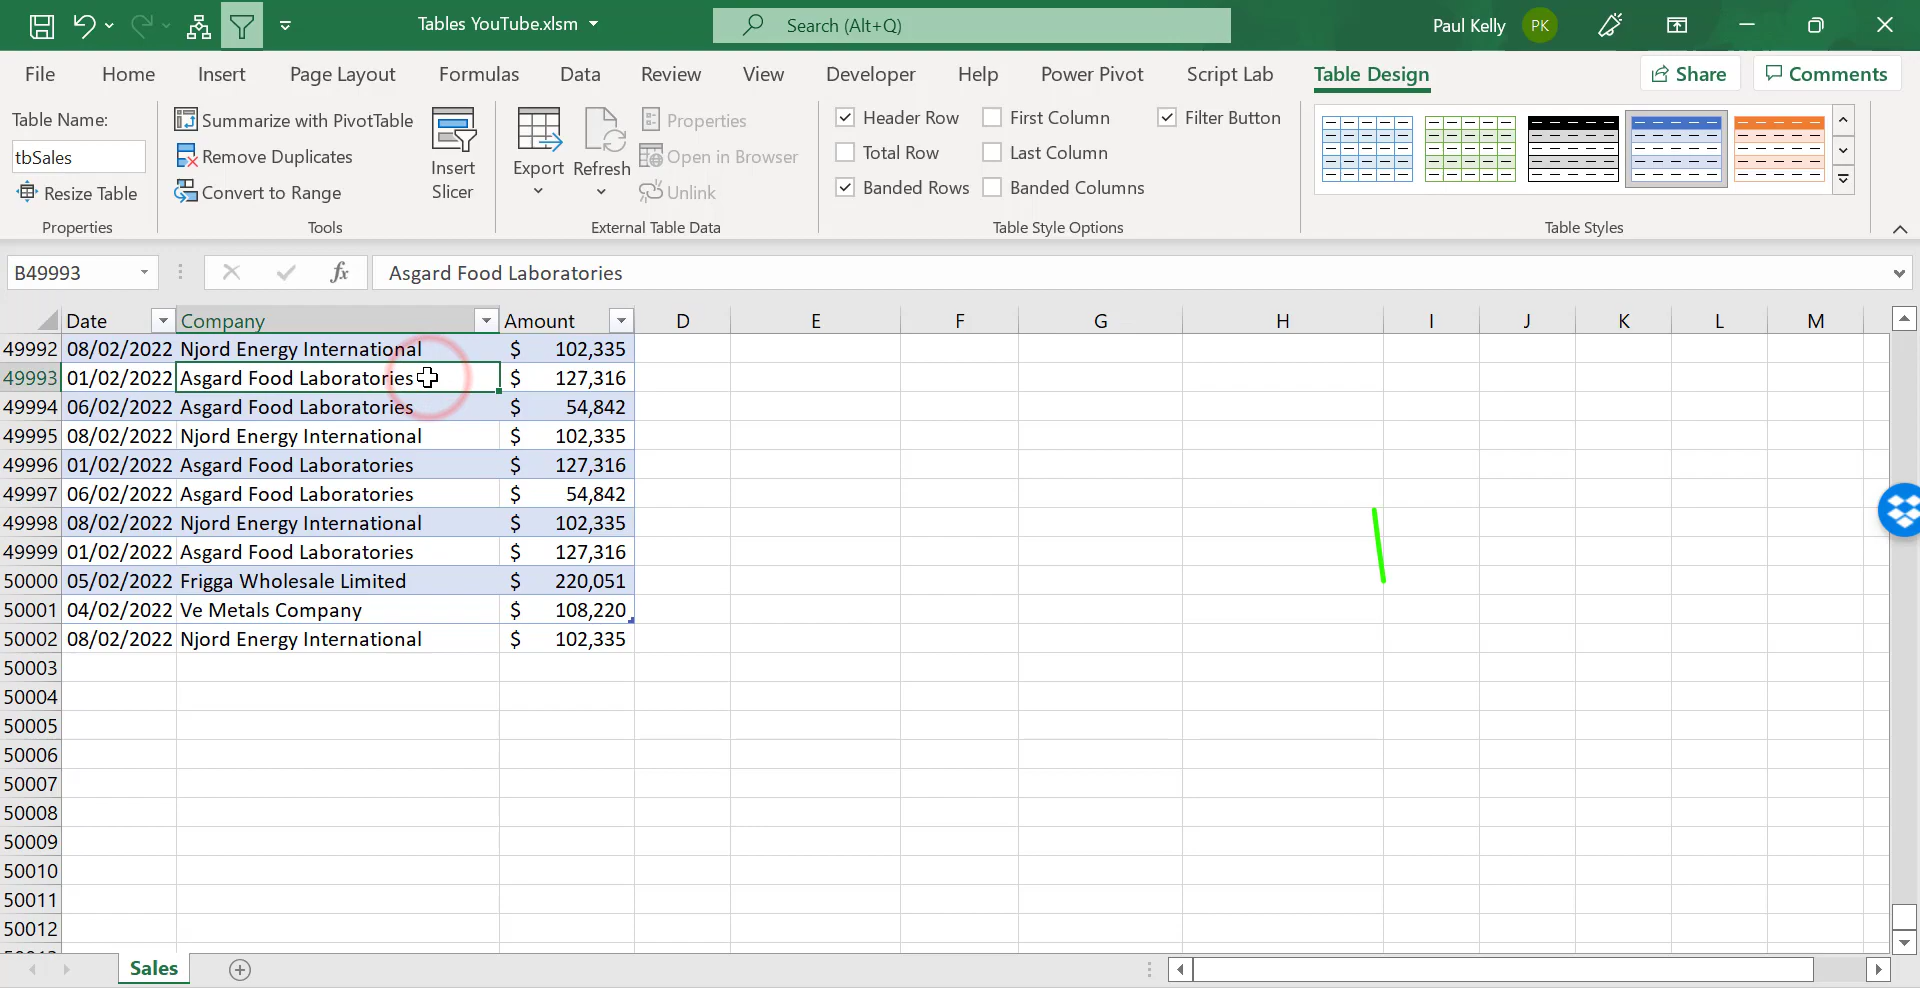 Tables YouTube.xlsm
Search (Alt+Q)
Paul Kelly
PK
File Home Insert Page Layout Formulas Data Review View Developer Help Power Pivot Script Lab Table Design Share Comments
Table Name:
tbSales
Resize Table
Properties
Summarize with PivotTable
Remove Duplicates
Convert to Range
Tools
Insert
Slicer
Export
Refresh
Properties
Open in Browser
Unlink
External Table Data
Header Row
First Column
Filter Button
Total Row
Last Column
Banded Rows
Banded Columns
Table Style Options
Table Styles
B49993
fx
Asgard Food Laboratories
Date Company Amount D E F G H I J K L M
49992 08/02/2022 Njord Energy International $ 102,335
49993 01/02/2022 Asgard Food Laboratories $ 127,316
49994 06/02/2022 Asgard Food Laboratories $ 54,842
49995 08/02/2022 Njord Energy International $ 102,335
49996 01/02/2022 Asgard Food Laboratories $ 127,316
49997 06/02/2022 Asgard Food Laboratories $ 54,842
49998 08/02/2022 Njord Energy International $ 102,335
49999 01/02/2022 Asgard Food Laboratories $ 127,316
50000 05/02/2022 Frigga Wholesale Limited $ 220,051
50001 04/02/2022 Ve Metals Company $ 108,220
50002 08/02/2022 Njord Energy International $ 102,335
50003
50004
50005
50006
50007
50008
50009
50010
50011
50012
Sales